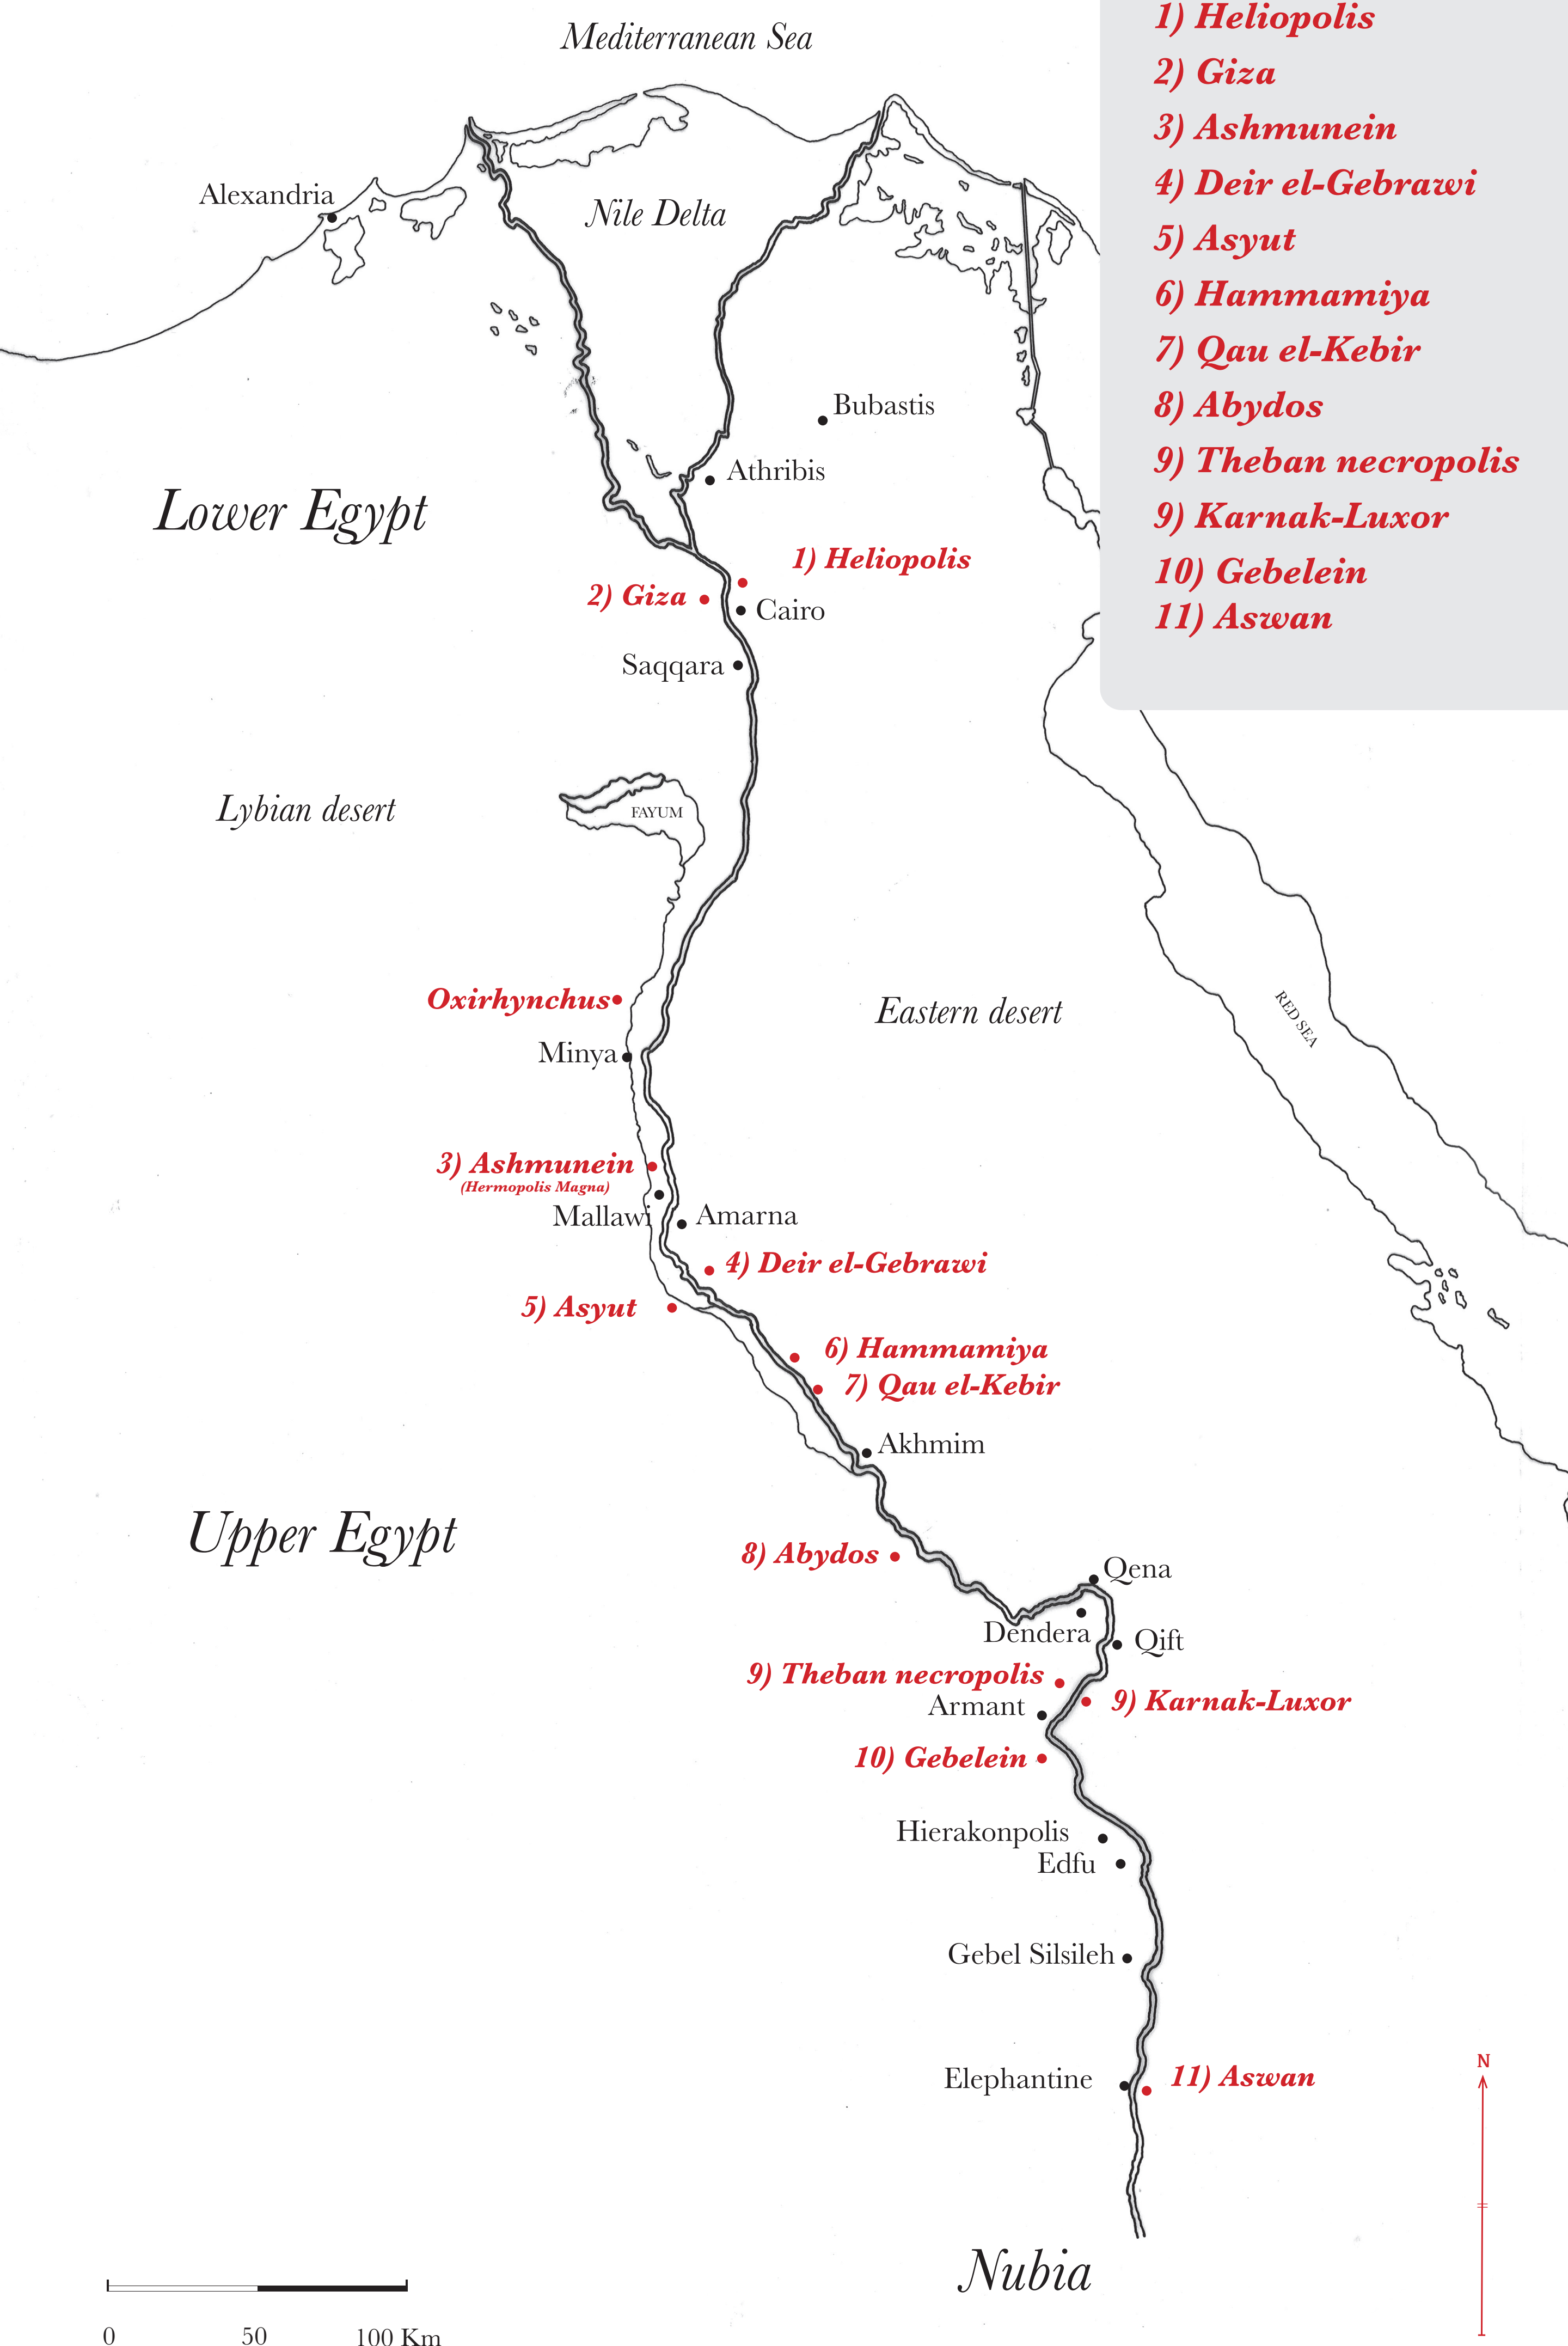 Mediterranean Sea
1) Heliopolis
2) Giza
3) Ashmunein
4) Deir el-Gebrawi
5) Asyut
6) Hammamiya
7) Qau el-Kebir
8) Abydos
9) Theban necropolis
9) Karnak-Luxor
10) Gebelein
11) Aswan
Alexandria
Nile Delta
Bubastis
Athribis
Lower Egypt
1) Heliopolis
2) Giza
Cairo
Saqqara
Lybian desert
FAYUM
Oxirhynchus
Eastern desert
RED SEA
Minya
3) Ashmunein
(Hermopolis Magna)
Mallawi
Amarna
4) Deir el-Gebrawi
5) Asyut
6) Hammamiya
7) Qau el-Kebir
Akhmim
Upper Egypt
8) Abydos
Qena
Dendera
Qift
9) Theban necropolis
9) Karnak-Luxor
Armant
10) Gebelein
Hierakonpolis
Edfu
Gebel Silsileh
N
Elephantine
11) Aswan
Nubia
0 50 100 Km